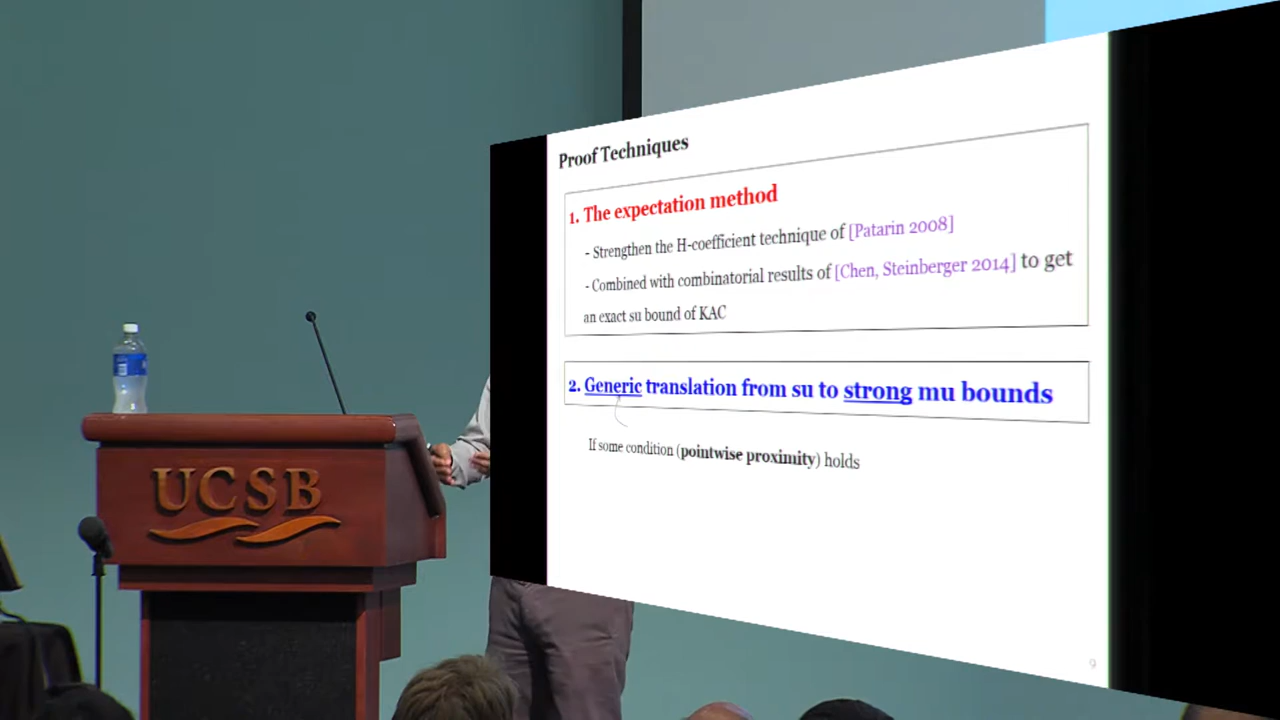 Proof Techniques
1. The expectation method
- Strengthen the H-coefficient technique of [Patarin 2008]
- Combined with combinatorial results of [Chen, Steinberger 2014] to get
an exact su bound of KAC
2. Generic translation from su to strong mu bounds
If some condition (pointwise proximity) holds
9
UCSB